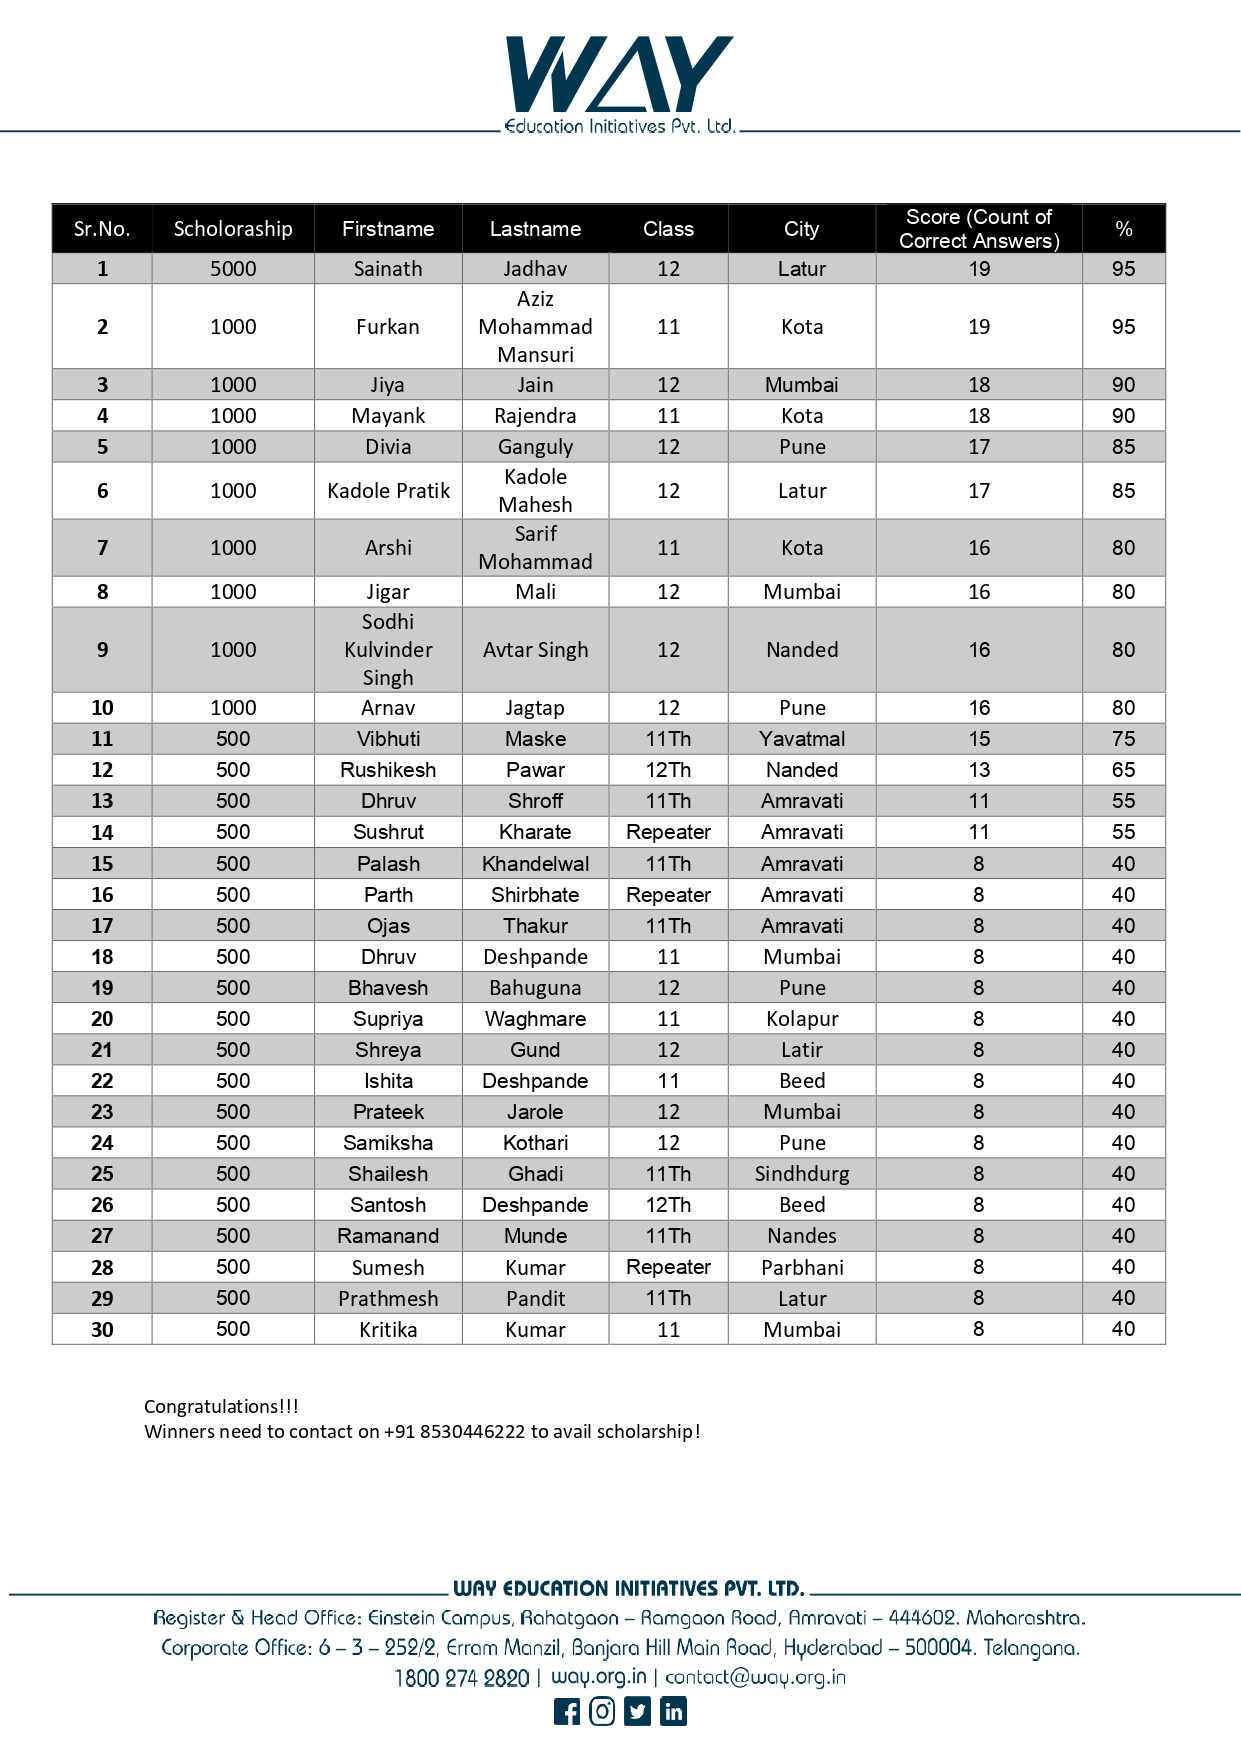 WAY
Education Initiatives Pvt. Ltd.
Sr.No. Scholoraship Firstname Lastname Class City Score (Count of Correct Answers) %
1 5000 Sainath Jadhav 12 Latur 19 95
2 1000 Furkan Aziz Mohammad Mansuri 11 Kota 19 95
3 1000 Jiya Jain 12 Mumbai 18 90
4 1000 Mayank Rajendra 11 Kota 18 90
5 1000 Divia Ganguly 12 Pune 17 85
6 1000 Kadole Pratik Kadole Mahesh 12 Latur 17 85
7 1000 Arshi Sarif Mohammad 11 Kota 16 80
8 1000 Jigar Mali 12 Mumbai 16 80
9 1000 Sodhi Kulvinder Singh Avtar Singh 12 Nanded 16 80
10 1000 Arnav Jagtap 12 Pune 16 80
11 500 Vibhuti Maske 11Th Yavatmal 15 75
12 500 Rushikesh Pawar 12Th Nanded 13 65
13 500 Dhruv Shroff 11Th Amravati 11 55
14 500 Sushrut Kharate Repeater Amravati 11 55
15 500 Palash Khandelwal 11Th Amravati 8 40
16 500 Parth Shirbhate Repeater Amravati 8 40
17 500 Ojas Thakur 11Th Amravati 8 40
18 500 Dhruv Deshpande 11 Mumbai 8 40
19 500 Bhavesh Bahuguna 12 Pune 8 40
20 500 Supriya Waghmare 11 Kolapur 8 40
21 500 Shreya Gund 12 Latir 8 40
22 500 Ishita Deshpande 11 Beed 8 40
23 500 Prateek Jarole 12 Mumbai 8 40
24 500 Samiksha Kothari 12 Pune 8 40
25 500 Shailesh Ghadi 11Th Sindhdurg 8 40
26 500 Santosh Deshpande 12Th Beed 8 40
27 500 Ramanand Munde 11Th Nandes 8 40
28 500 Sumesh Kumar Repeater Parbhani 8 40
29 500 Prathmesh Pandit 11Th Latur 8 40
30 500 Kritika Kumar 11 Mumbai 8 40
Congratulations!!!
Winners need to contact on +91 8530446222 to avail scholarship!
WAY EDUCATION INITIATIVES PVT. LTD.
Register & Head Office: Einstein Campus, Rahatgaon – Ramgaon Road, Amravati – 444602. Maharashtra.
Corporate Office: 6 – 3 – 252/2, Erram Manzil, Banjara Hill Main Road, Hyderabad – 500004. Telangana.
1800 274 2820 | way.org.in | contact@way.org.in